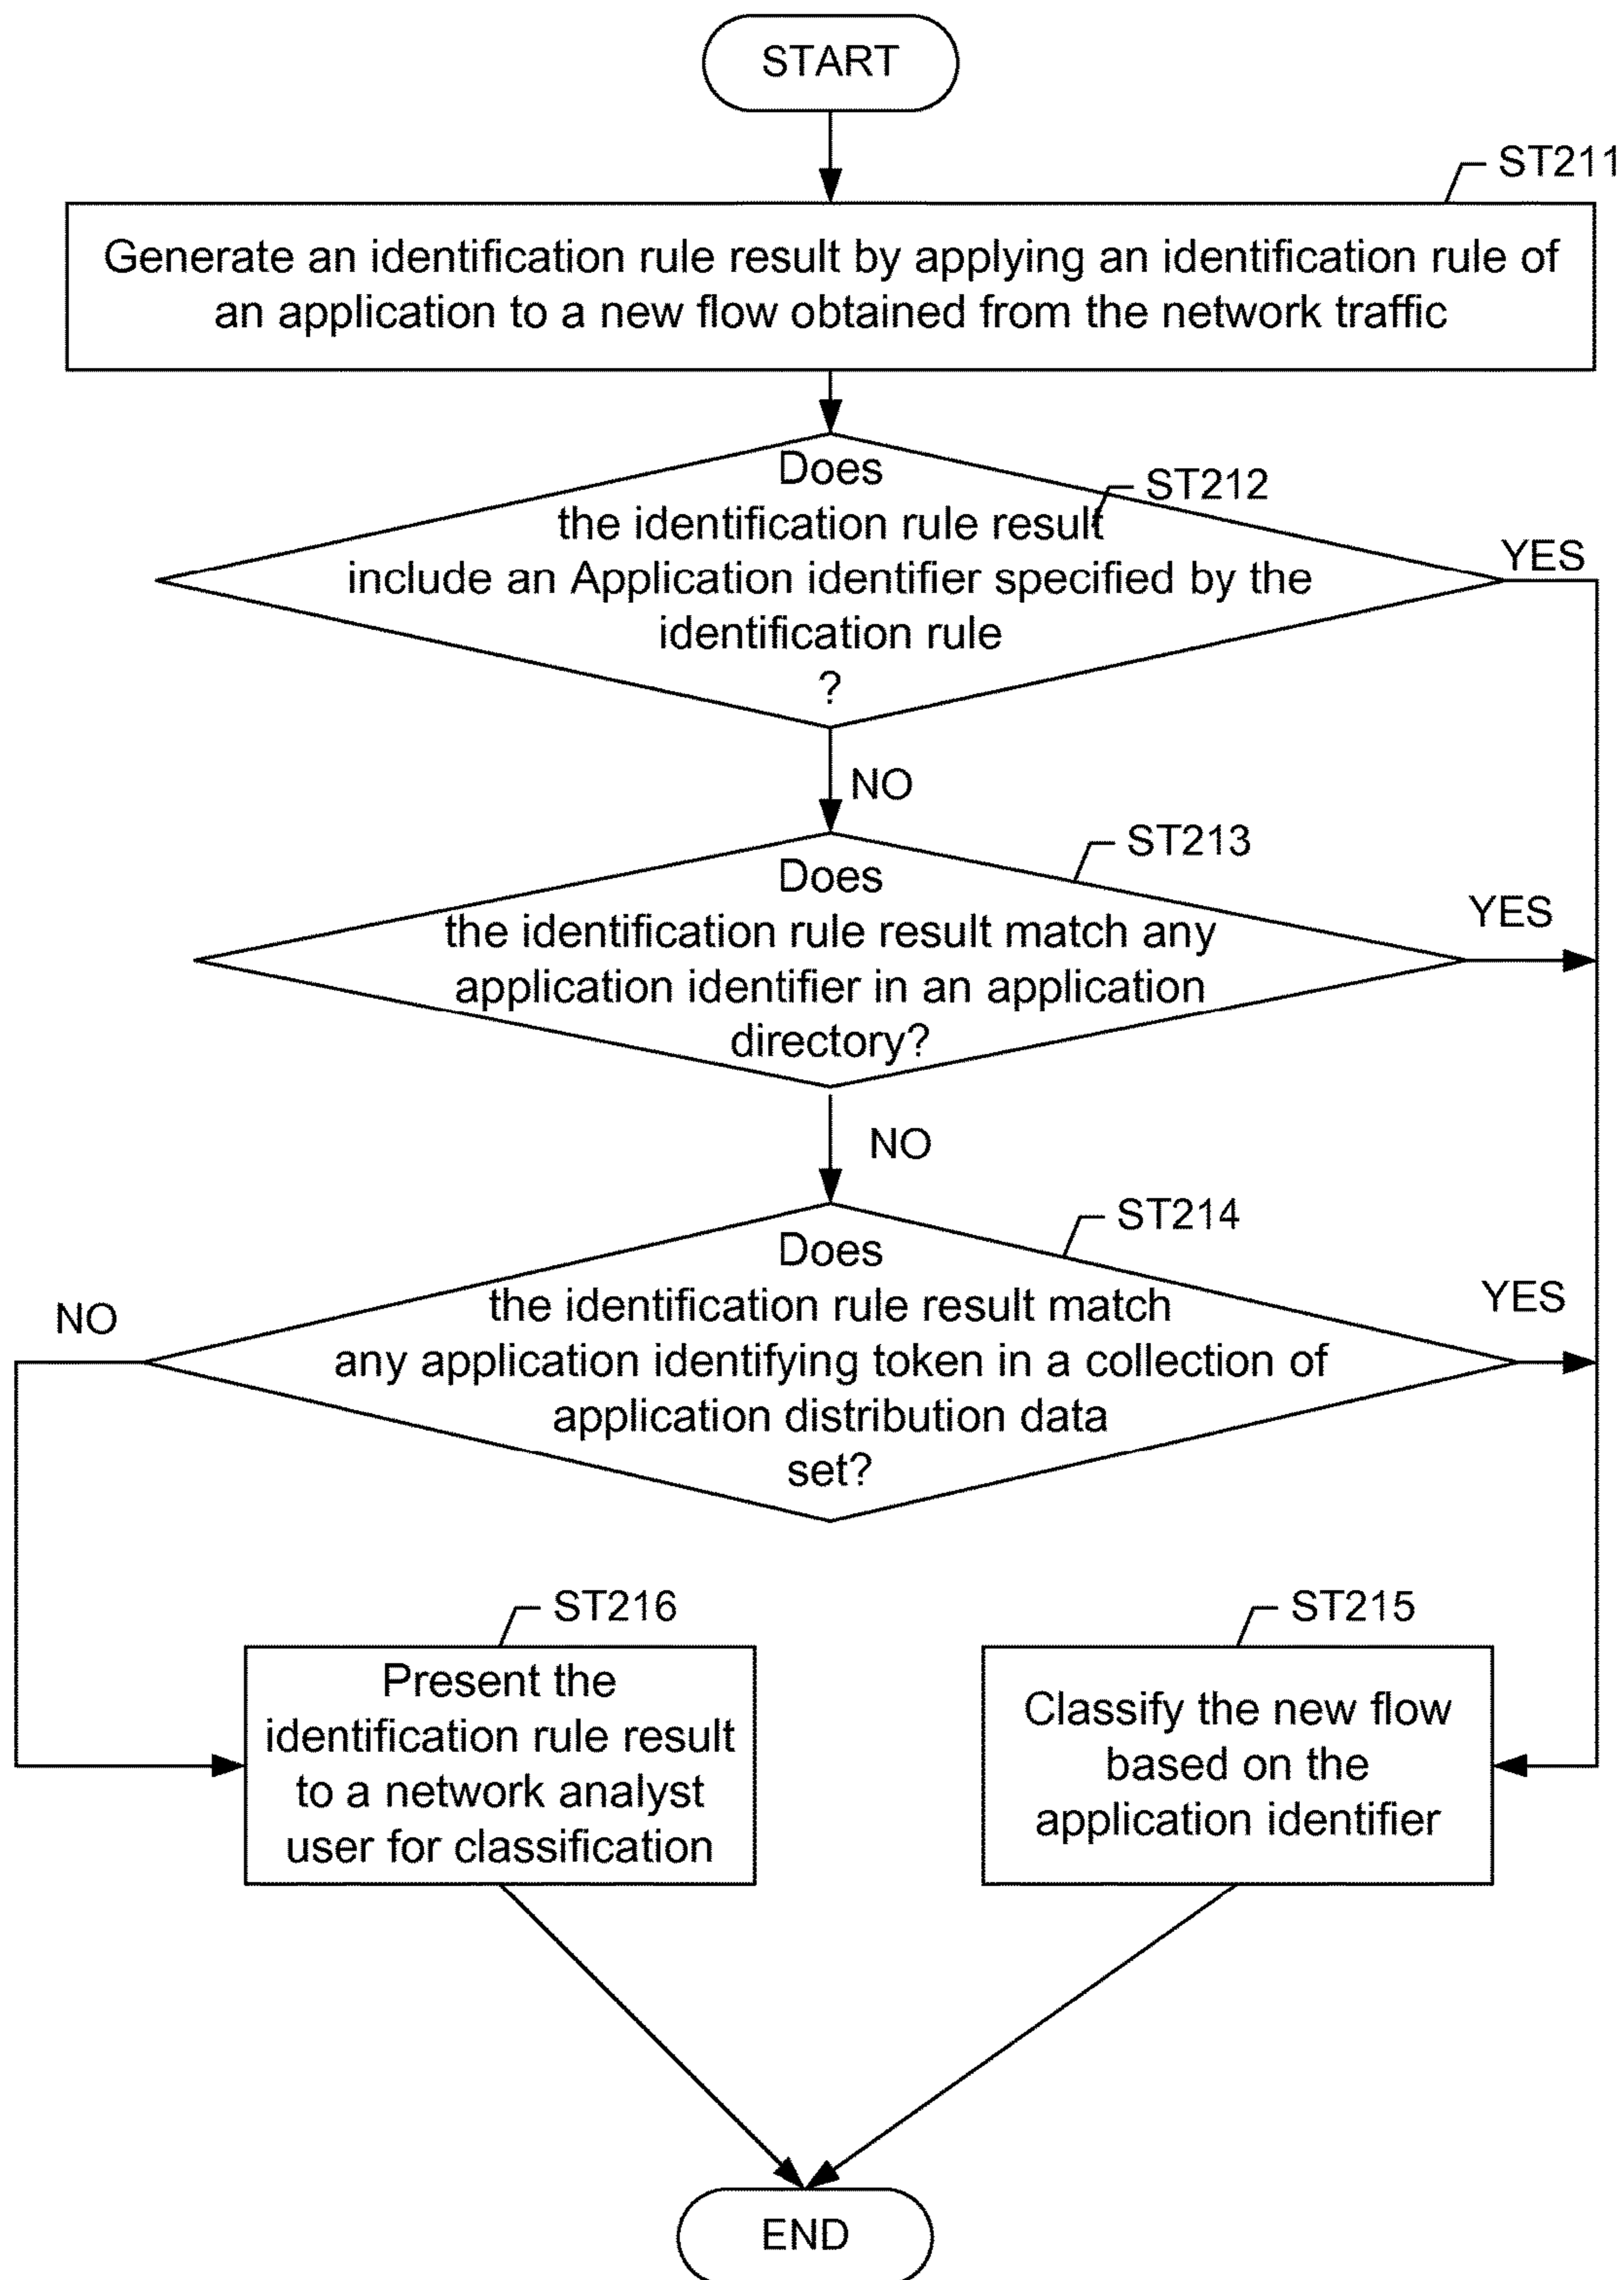 START
ST211
Generate an identification rule result by applying an identification rule of
an application to a new flow obtained from the network traffic
Does
ST212
the identification rule result
include an Application identifier specified by the
identification rule
?
YES
NO
ST213
Does
the identification rule result match any
application identifier in an application
directory?
YES
NO
ST214
Does
the identification rule result match
any application identifying token in a collection of
application distribution data
set?
NO
YES
ST216
Present the
identification rule result
to a network analyst
user for classification
ST215
Classify the new flow
based on the
application identifier
END